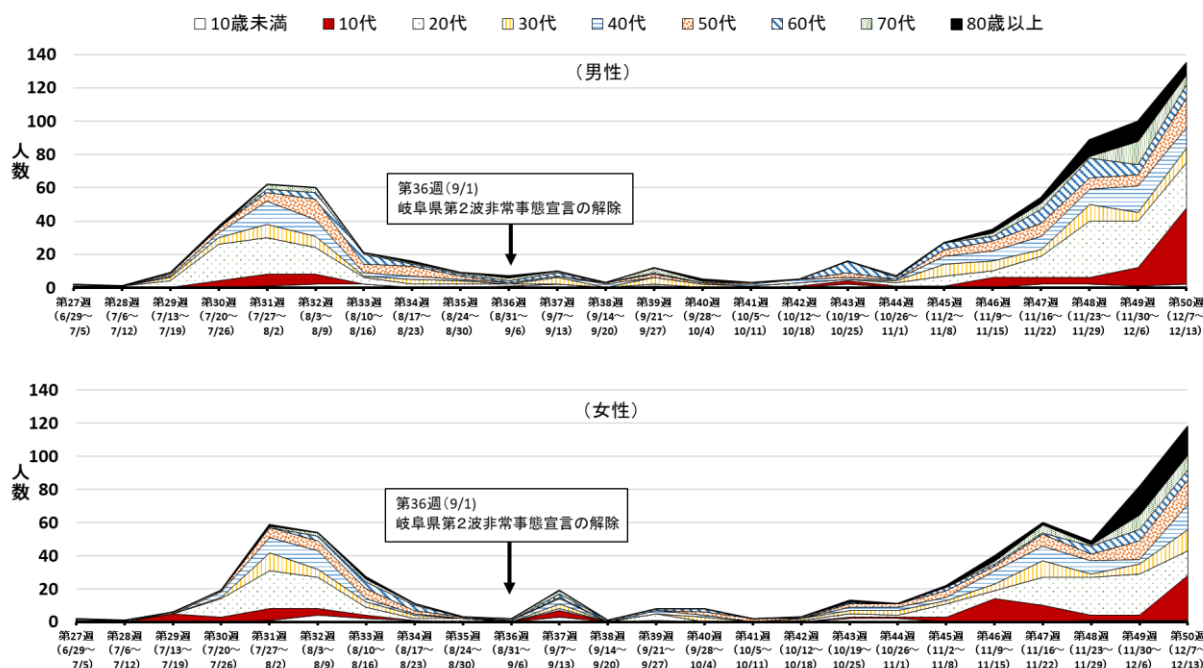 10歳未満 10代 20代 30代 40代 50代 60代 70代 80歳以上
(男性)
人数
140
120
100
80
60
40
20
0
第36週(9/1)
岐阜県第2波非常事態宣言の解除
第27週 第28週 第29週 第30週 第31週 第32週 第33週 第34週 第35週 第36週 第37週 第38週 第39週 第40週 第41週 第42週 第43週 第44週 第45週 第46週 第47週 第48週 第49週 第50週
(6/29~ (7/6~ (7/13~ (7/20~ (7/27~ (8/3~ (8/10~ (8/17~ (8/24~ (8/31~ (9/7~ (9/14~ (9/21~ (9/28~ (10/5~ (10/12~ (10/19~ (10/26~ (11/2~ (11/9~ (11/16~ (11/23~ (11/30~ (12/7~
7/5) 7/12) 7/19) 7/26) 8/2) 8/9) 8/16) 8/23) 8/30) 9/6) 9/13) 9/20) 9/27) 10/4) 10/11) 10/18) 10/25) 11/1) 11/8) 11/15) 11/22) 11/29) 12/6) 12/13)
(女性)
人数
140
120
100
80
60
40
20
0
第36週(9/1)
岐阜県第2波非常事態宣言の解除
第27週 第28週 第29週 第30週 第31週 第32週 第33週 第34週 第35週 第36週 第37週 第38週 第39週 第40週 第41週 第42週 第43週 第44週 第45週 第46週 第47週 第48週 第49週 第50週
(6/29~ (7/6~ (7/13~ (7/20~ (7/27~ (8/3~ (8/10~ (8/17~ (8/24~ (8/31~ (9/7~ (9/14~ (9/21~ (9/28~ (10/5~ (10/12~ (10/19~ (10/26~ (11/2~ (11/9~ (11/16~ (11/23~ (11/30~ (12/7~
7/5) 7/12) 7/19) 7/26) 8/2) 8/9) 8/16) 8/23) 8/30) 9/6) 9/13) 9/20) 9/27) 10/4) 10/11) 10/18) 10/25) 11/1) 11/8) 11/15) 11/22) 11/29) 12/6) 12/13)